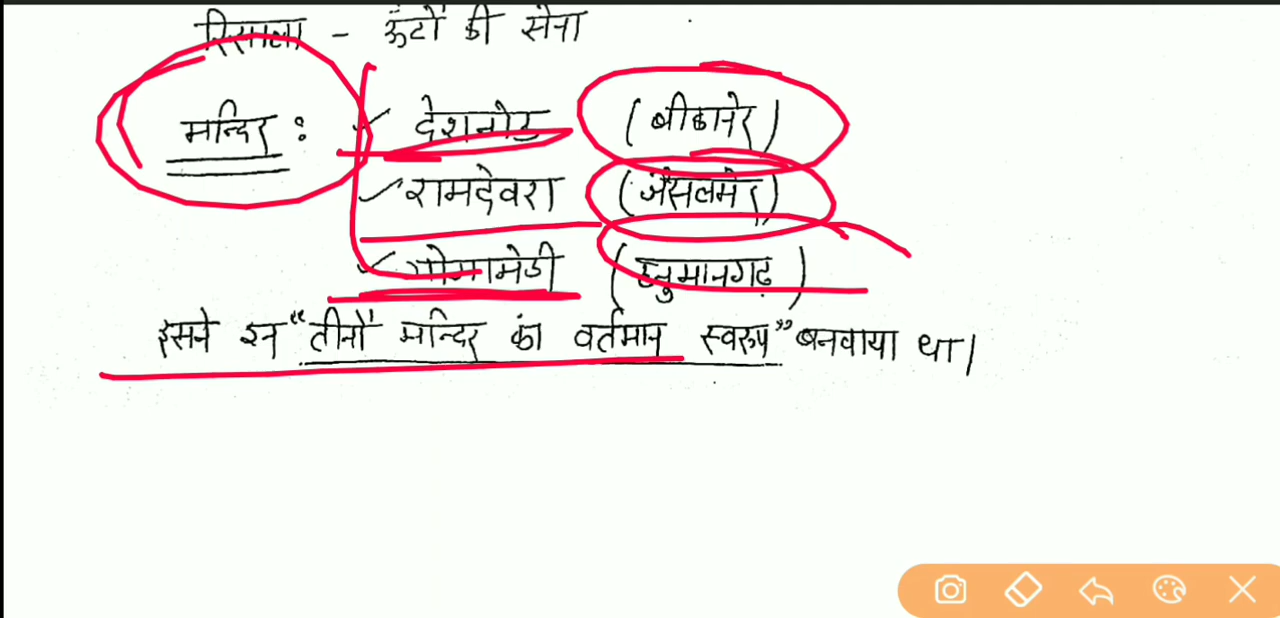 रिसाला - ऊँटों की सेना
मन्दिर : ✓ देशनोक (बीकानेर)
✓ रामदेवरा (जैसलमेर)
✓ गोगामेडी (हनुमानगढ़)
इसने इन "तीनों मन्दिर का वर्तमान स्वरुप" बनवाया था।